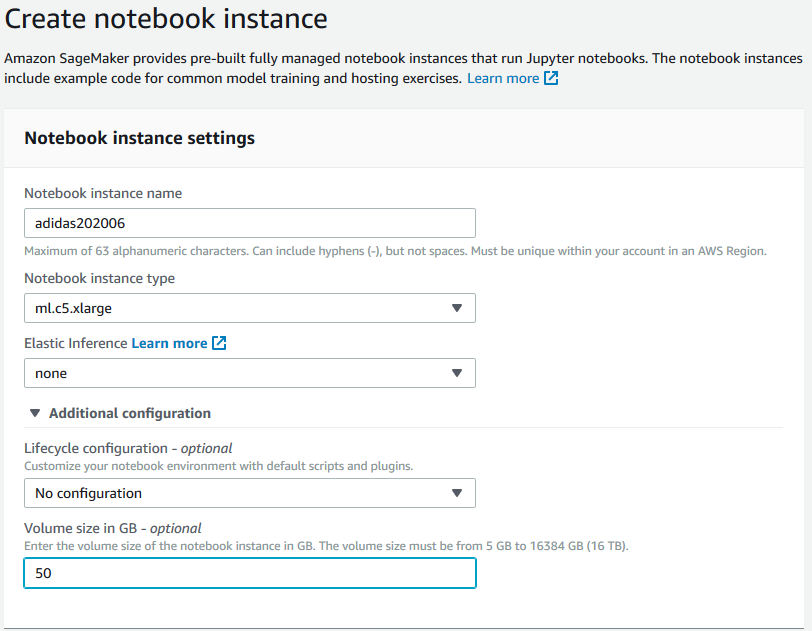 Create notebook instance
Amazon SageMaker provides pre-built fully managed notebook instances that run Jupyter notebooks. The notebook instances
include example code for common model training and hosting exercises. Learn more
Notebook instance settings
Notebook instance name
adidas202006
Maximum of 63 alphanumeric characters. Can include hyphens (-), but not spaces. Must be unique within your account in an AWS Region.
Notebook instance type
ml.c5.xlarge
Elastic Inference Learn more
none
Additional configuration
Lifecycle configuration - optional
Customize your notebook environment with default scripts and plugins.
No configuration
Volume size in GB - optional
Enter the volume size of the notebook instance in GB. The volume size must be from 5 GB to 16384 GB (16 TB).
50